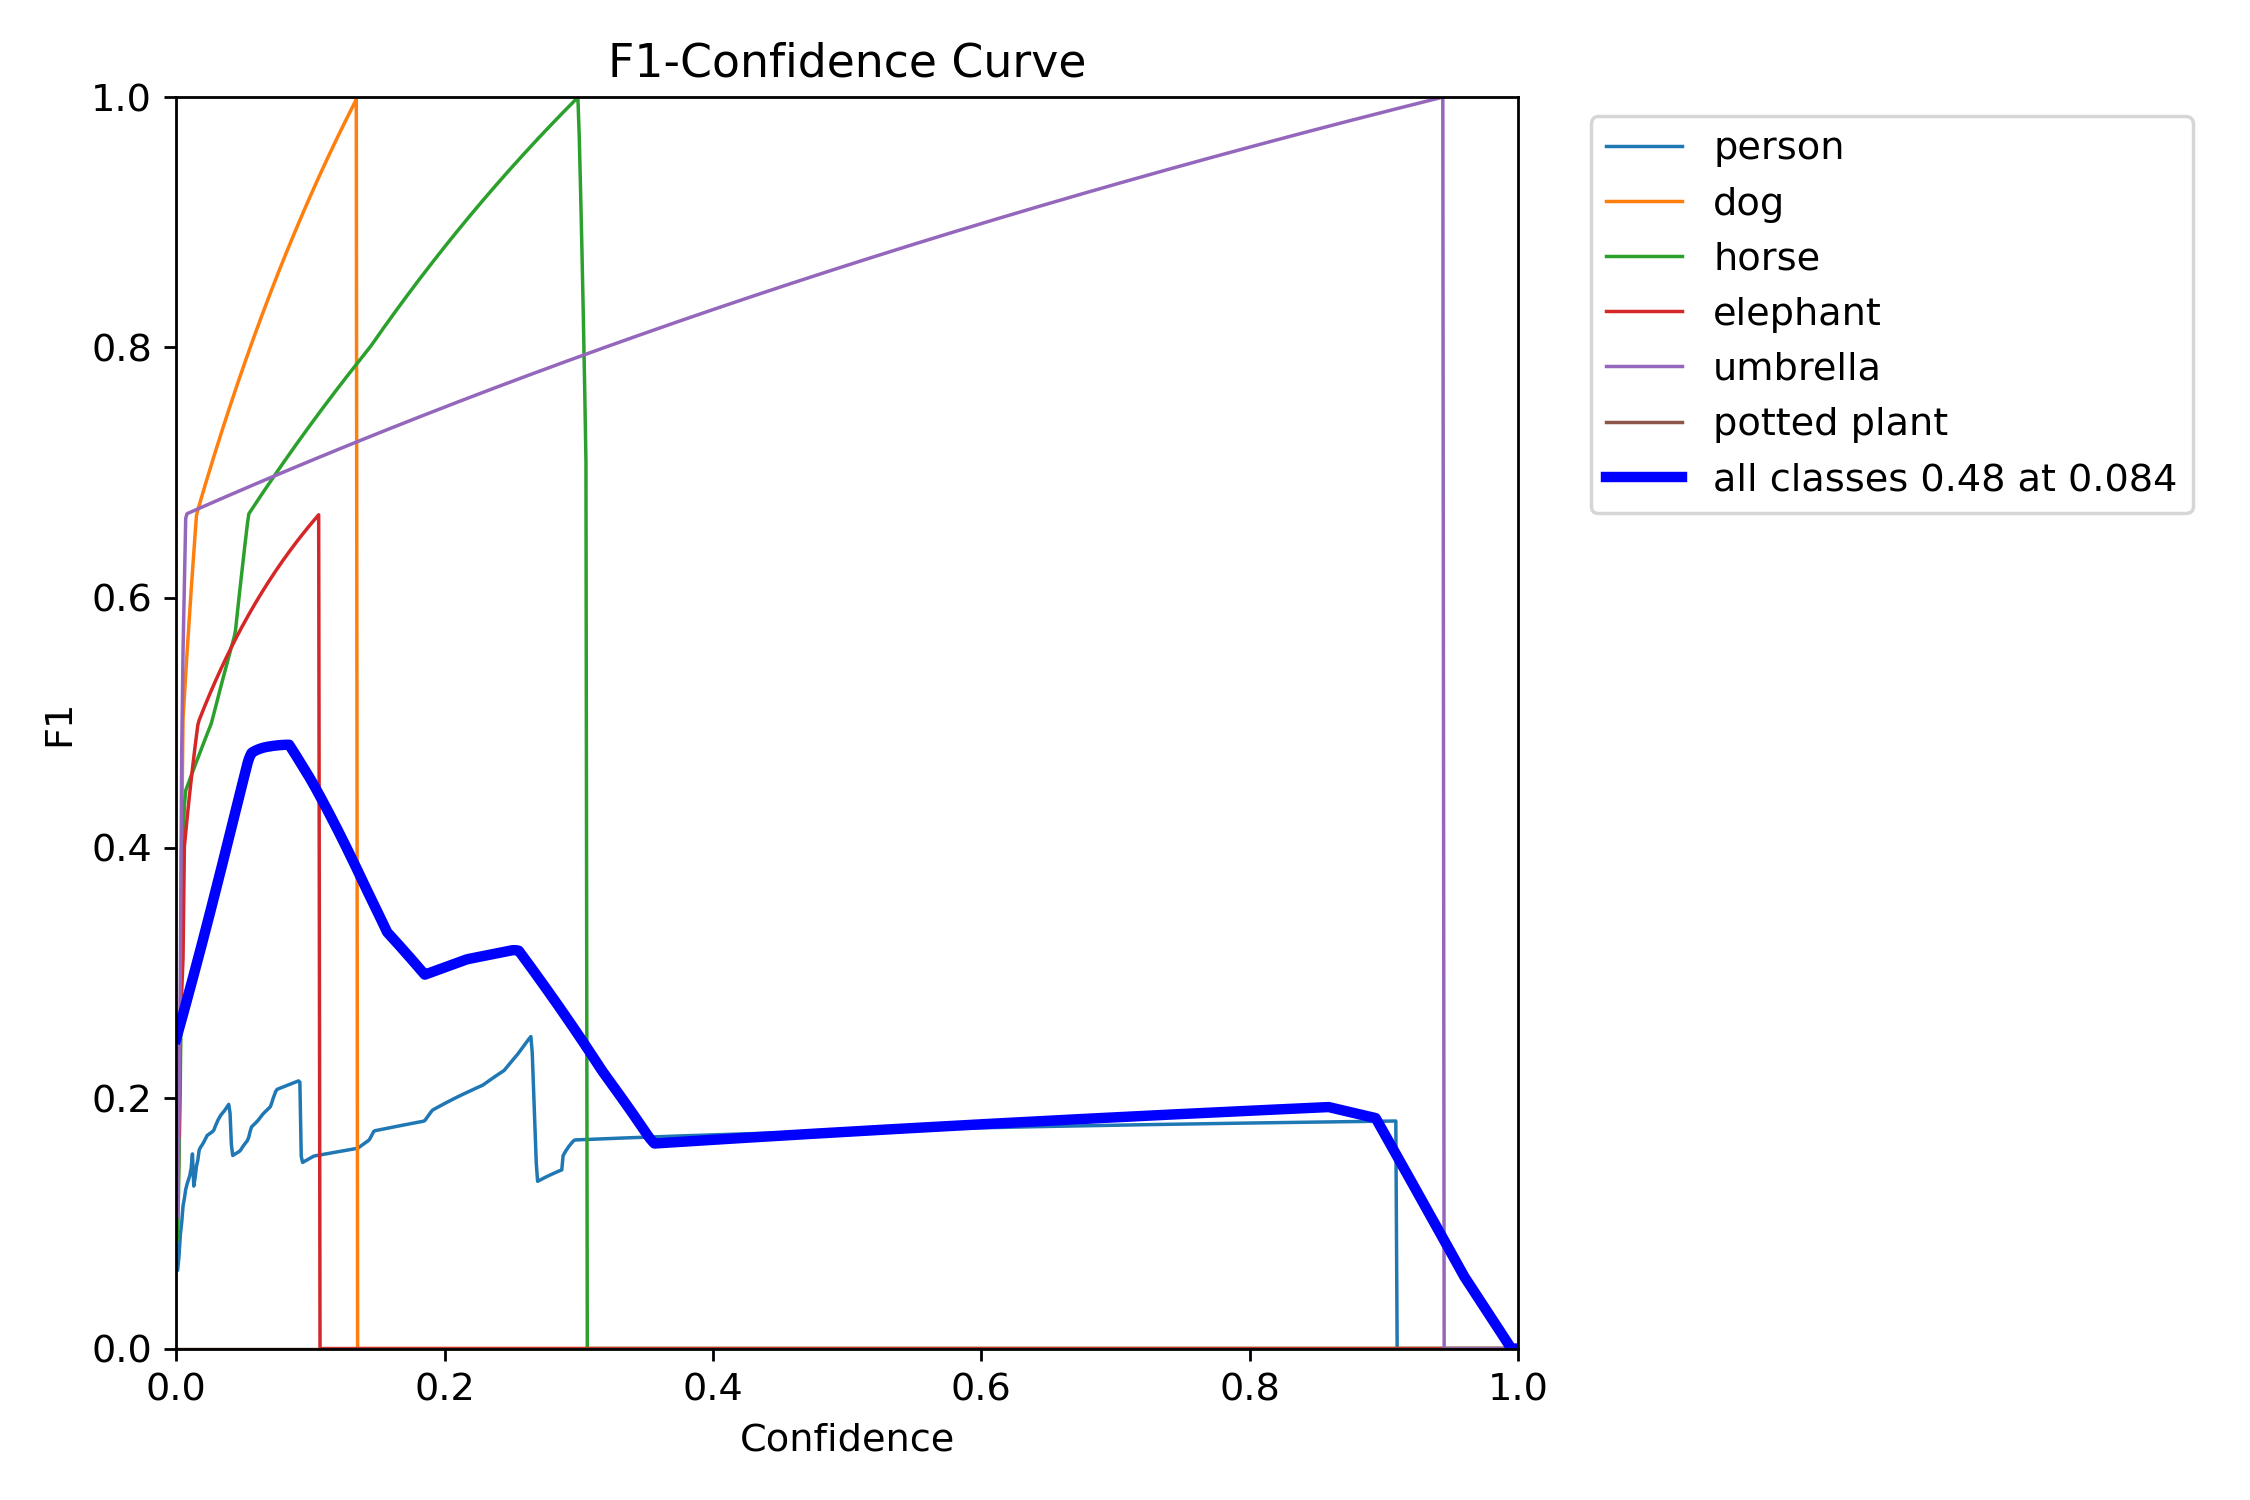 F1-Confidence Curve
1.0
0.8
0.6
0.4
0.2
0.0
F1
0.0 0.2 0.4 0.6 0.8 1.0
Confidence
person
dog
horse
elephant
umbrella
potted plant
all classes 0.48 at 0.084